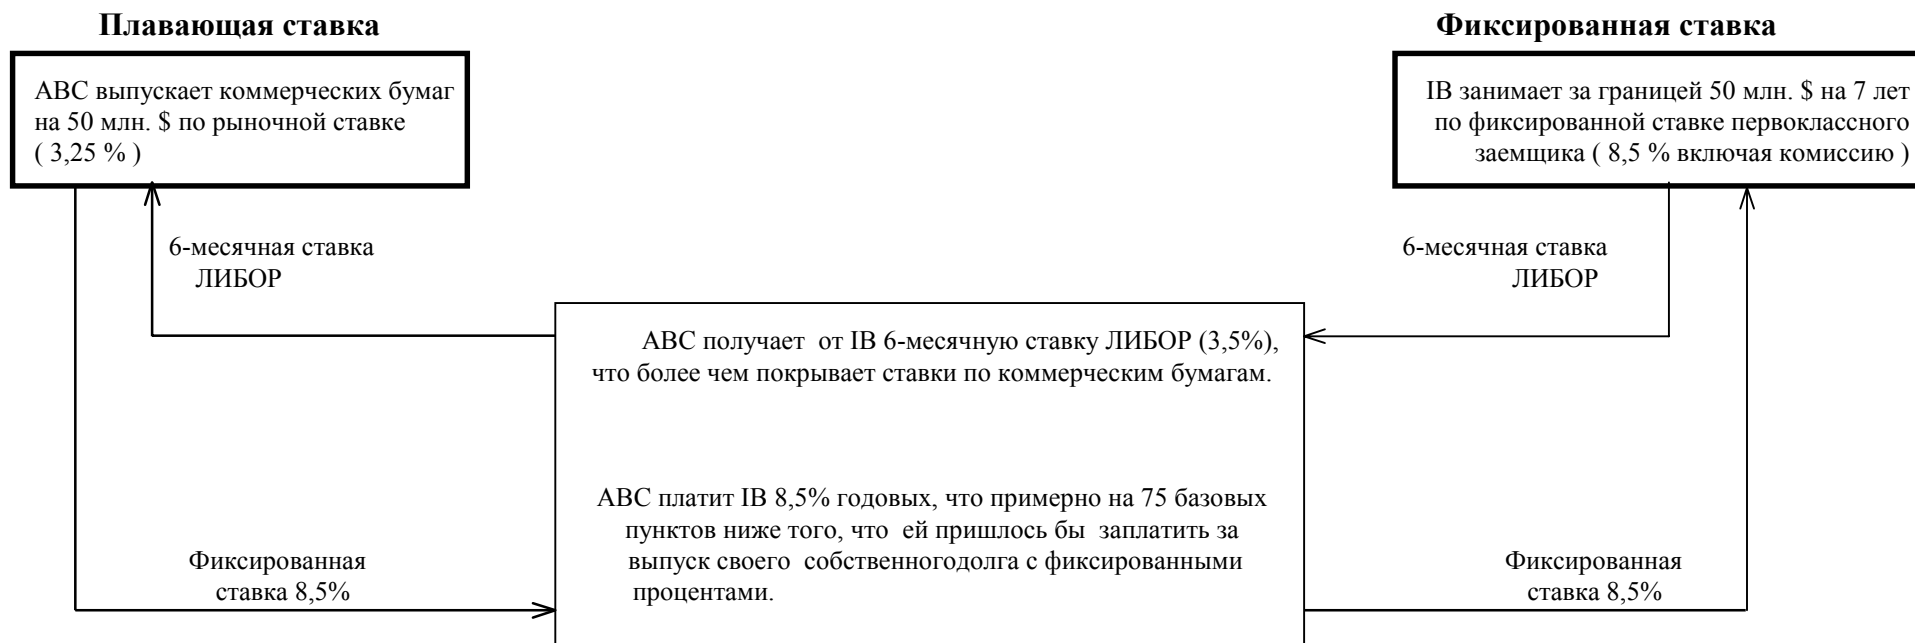 Плавающая ставка
Фиксированная ставка
АВС выпускает коммерческих бумаг
на 50 млн. $ по рыночной ставке
( 3,25 % )
IB занимает за границей 50 млн. $ на 7 лет
по фиксированной ставке первоклассного
заемщика ( 8,5 % включая комиссию )
6-месячная ставка
ЛИБОР
6-месячная ставка
ЛИБОР
АВС получает от IB 6-месячную ставку ЛИБОР (3,5%),
что более чем покрывает ставки по коммерческим бумагам.
АВС платит IB 8,5% годовых, что примерно на 75 базовых
пунктов ниже того, что ей пришлось бы заплатить за
выпуск своего собственногодолга с фиксированными
процентами.
Фиксированная
ставка 8,5%
Фиксированная
ставка 8,5%